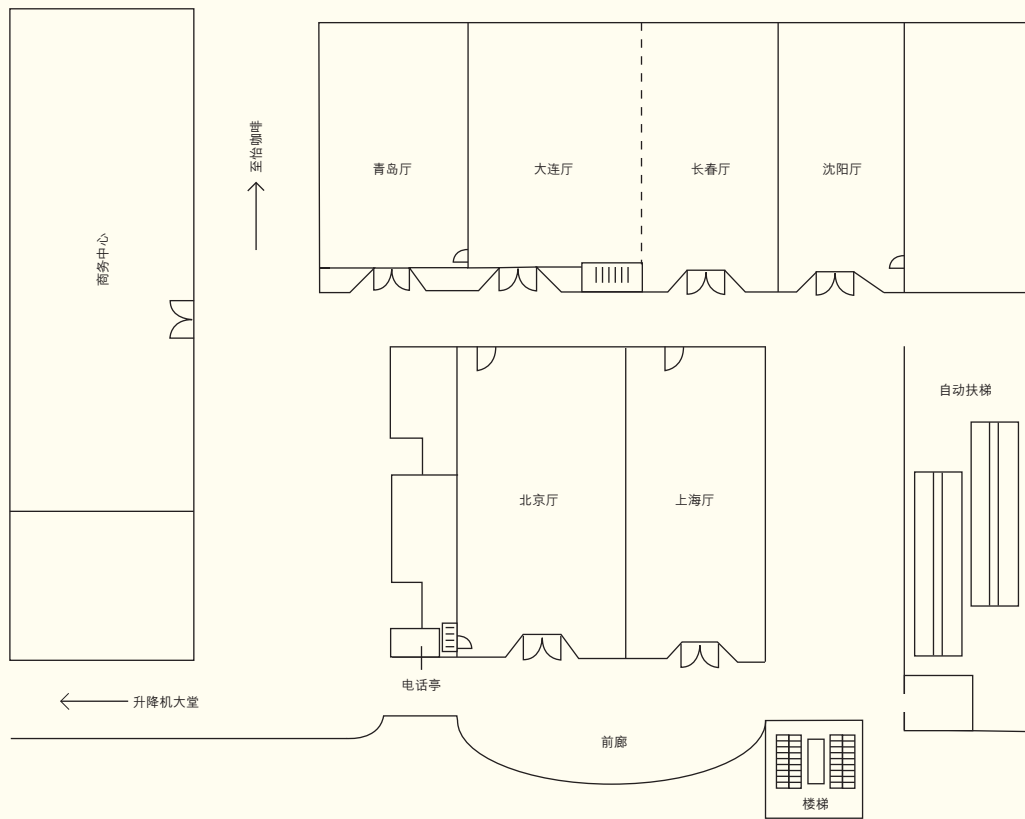 至怡咖啡
青岛厅
大连厅
长春厅
沈阳厅
商务中心
自动扶梯
北京厅
上海厅
电话亭
升降机大堂
前廊
楼梯